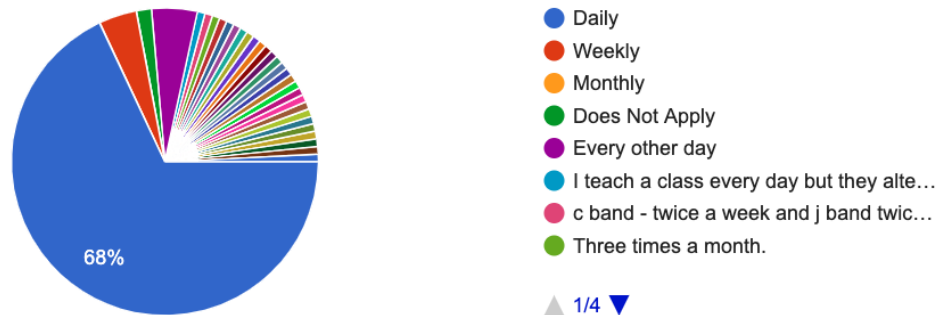 Daily
Weekly
Monthly
Does Not Apply
Every other day
I teach a class every day but they alte…
c band - twice a week and j band twic…
Three times a month.
68%
1/4